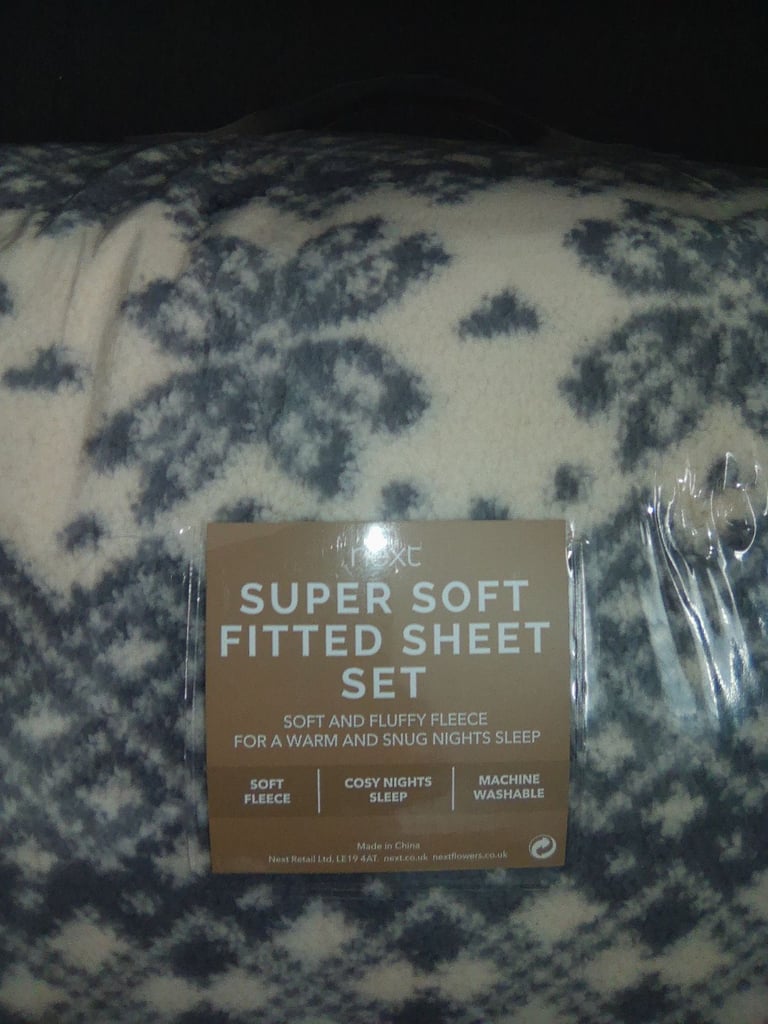 next
SUPER SOFT
FITTED SHEET
SET
SOFT AND FLUFFY FLEECE
FOR A WARM AND SNUG NIGHTS SLEEP
SOFT
FLEECE
COSY NIGHTS
SLEEP
MACHINE
WASHABLE
Made in China
Next Retail Ltd, LE19 4AT. next.co.uk nextflowers.co.uk